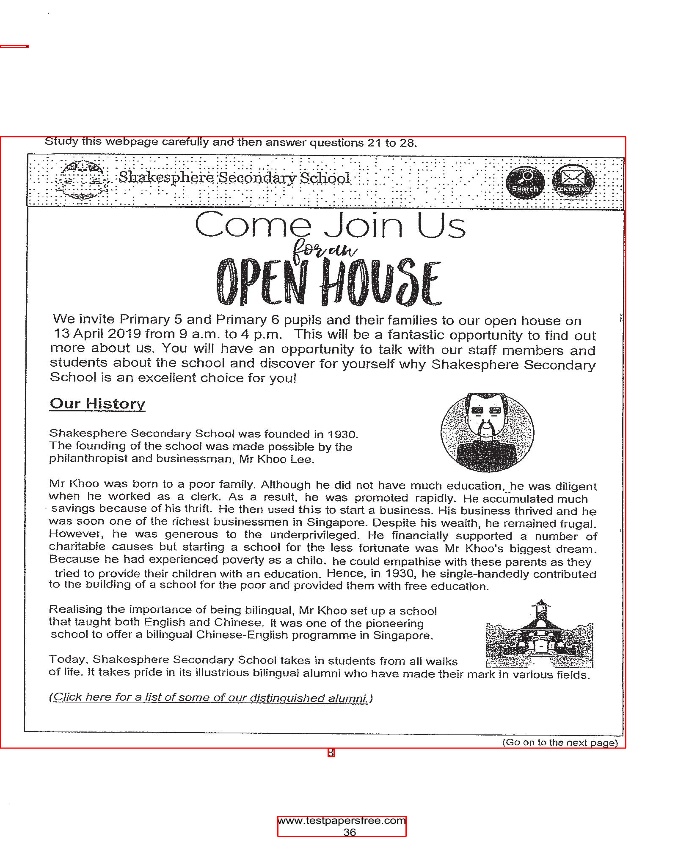 Study this webpage carefully and then answer questions 21 to 28.
Shakesphere Secondary School
Search
Come Join Us
for an
OPEN HOUSE
We invite Primary 5 and Primary 6 pupils and their families to our open house on
13 April 2019 from 9 a.m. to 4 p.m. This will be a fantastic opportunity to find out
more about us. You will have an opportunity to talk with our staff members and
students about the school and discover for yourself why Shakesphere Secondary
School is an excellent choice for you!
Our History
Shakesphere Secondary School was founded in 1930.
The founding of the school was made possible by the
philanthropist and businessman, Mr Khoo Lee.
Mr Khoo was born to a poor family. Although he did not have much education, he was diligent
when he worked as a clerk. As a result, he was promoted rapidly. He accumulated much
savings because of his thrift. He then used this to start a business. His business thrived and he
was soon one of the richest businessmen in Singapore. Despite his wealth, he remained frugal.
However, he was generous to the underprivileged. He financially supported a number of
charitable causes but starting a school for the less fortunate was Mr Khoo's biggest dream.
Because he had experienced poverty as a child, he could empathise with these parents as they
tried to provide their children with an education. Hence, in 1930, he single-handedly contributed
to the building of a school for the poor and provided them with free education.
Realising the importance of being bilingual, Mr Khoo set up a school
that taught both English and Chinese. It was one of the pioneering
school to offer a bilingual Chinese-English programme in Singapore.
Today, Shakesphere Secondary School takes in students from all walks
of life. It takes pride in its illustrious bilingual alumni who have made their mark in various fields.
(Click here for a list of some of our distinguished alumni.)
(Go on to the next page)
www.testpapersfree.com
36